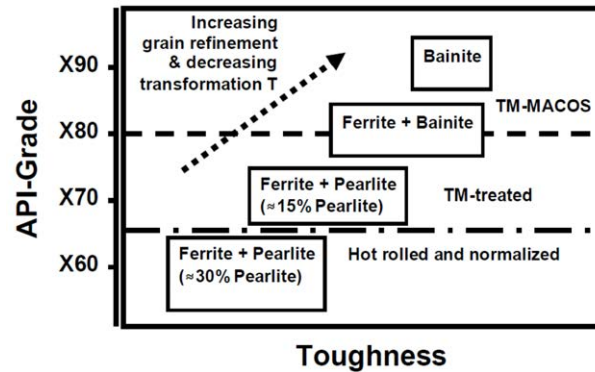 Increasing
grain refinement
& decreasing
transformation T
X90
Bainite
TM-MACOS
X80
Ferrite + Bainite
API-Grade
X70
Ferrite + Pearlite
(≈15% Pearlite)
TM-treated
X60
Ferrite + Pearlite
(≈30% Pearlite)
Hot rolled and normalized
Toughness